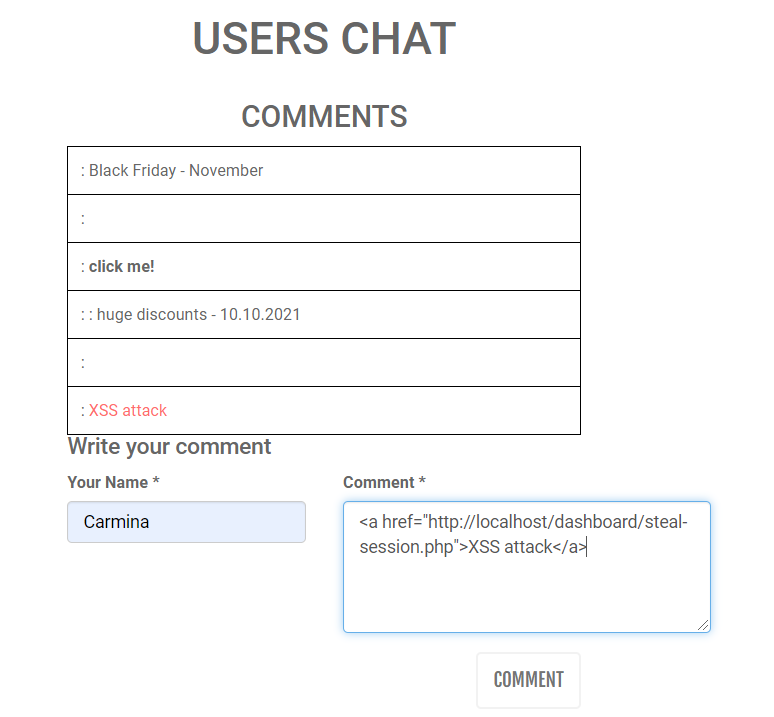 USERS CHAT
COMMENTS
: Black Friday - November
:
: click me!
: : huge discounts - 10.10.2021
:
: XSS attack
Write your comment
Your Name *
Comment *
Carmina
<a href="http://localhost/dashboard/steal-
session.php">XSS attack</a>
COMMENT